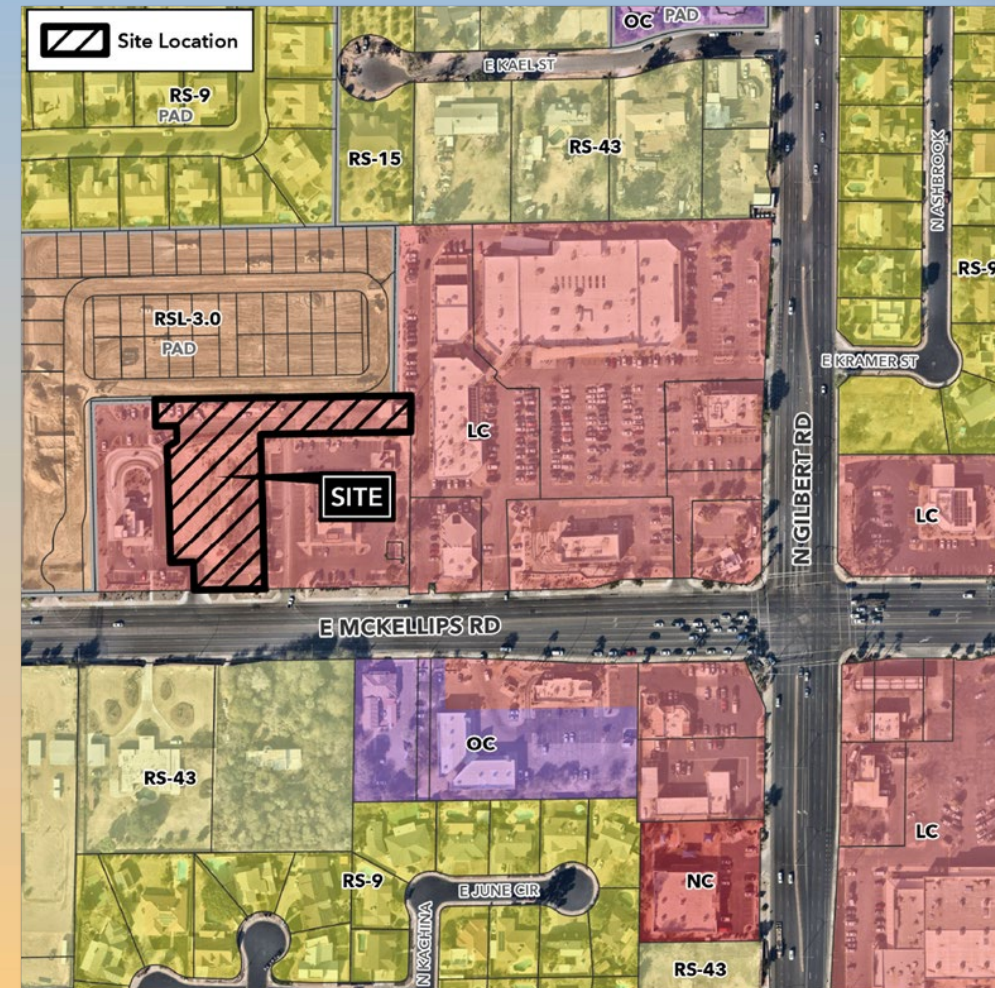 Site Location
OC PAD
E KAEL ST
RS-9
PAD
RS-15
RS-43
N ASHBROOK
RS-9
RSL-3.0
PAD
E KRAMER ST
LC
SITE
N GILBERT RD
LC
E MCKELLIPS RD
OC
RS-43
LC
RS-9
E JUNE CIR
NC
N KACHINA
RS-43